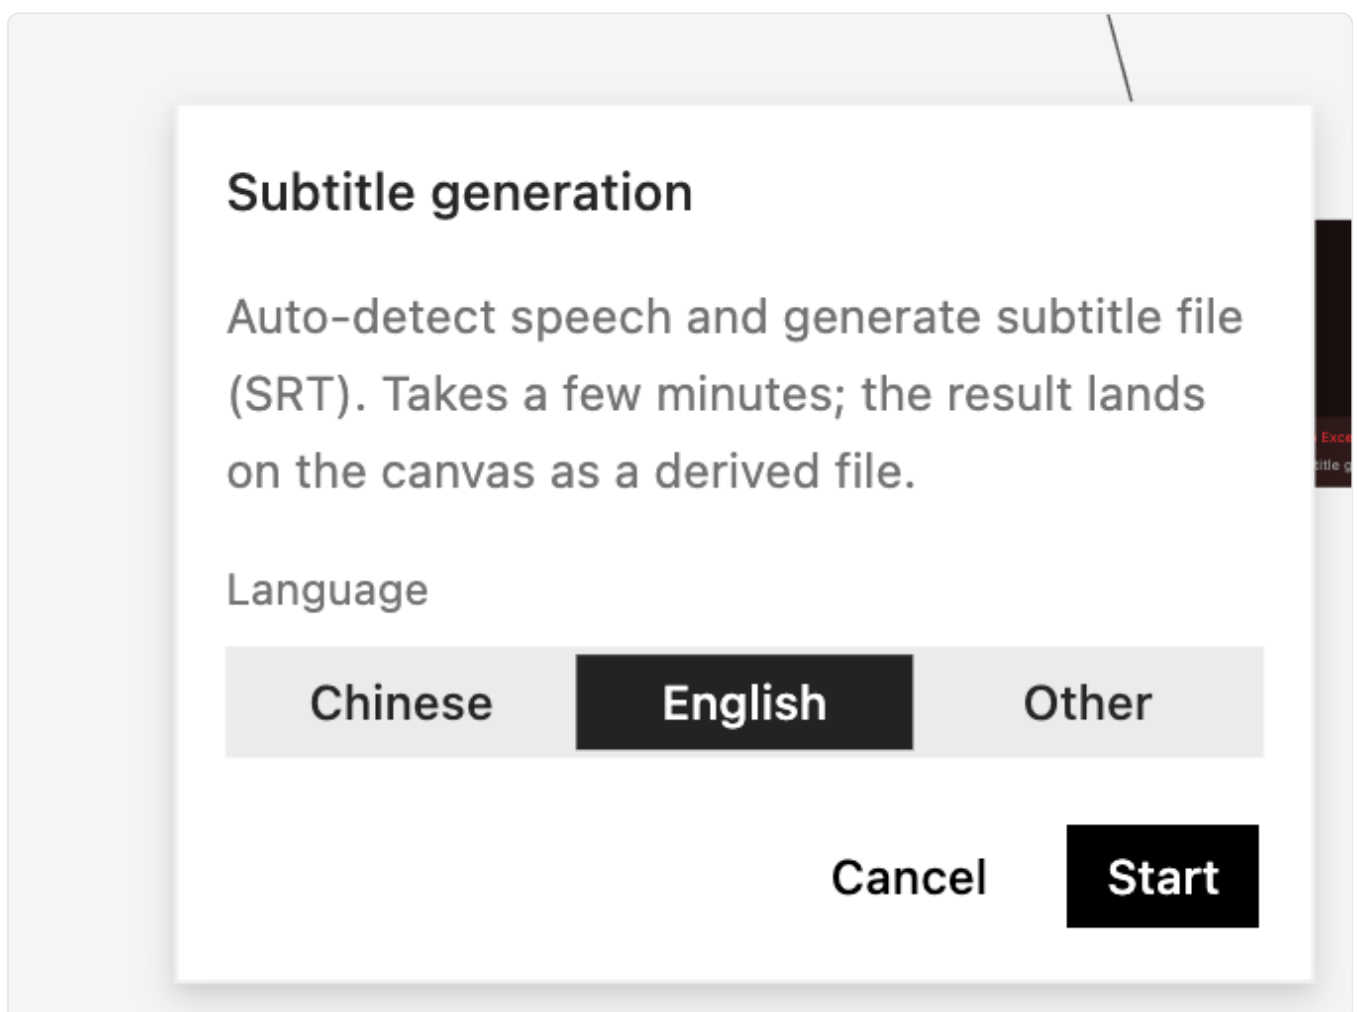 Subtitle generation
Auto-detect speech and generate subtitle file
(SRT). Takes a few minutes; the result lands
on the canvas as a derived file.
Language
Chinese English Other
Cancel Start